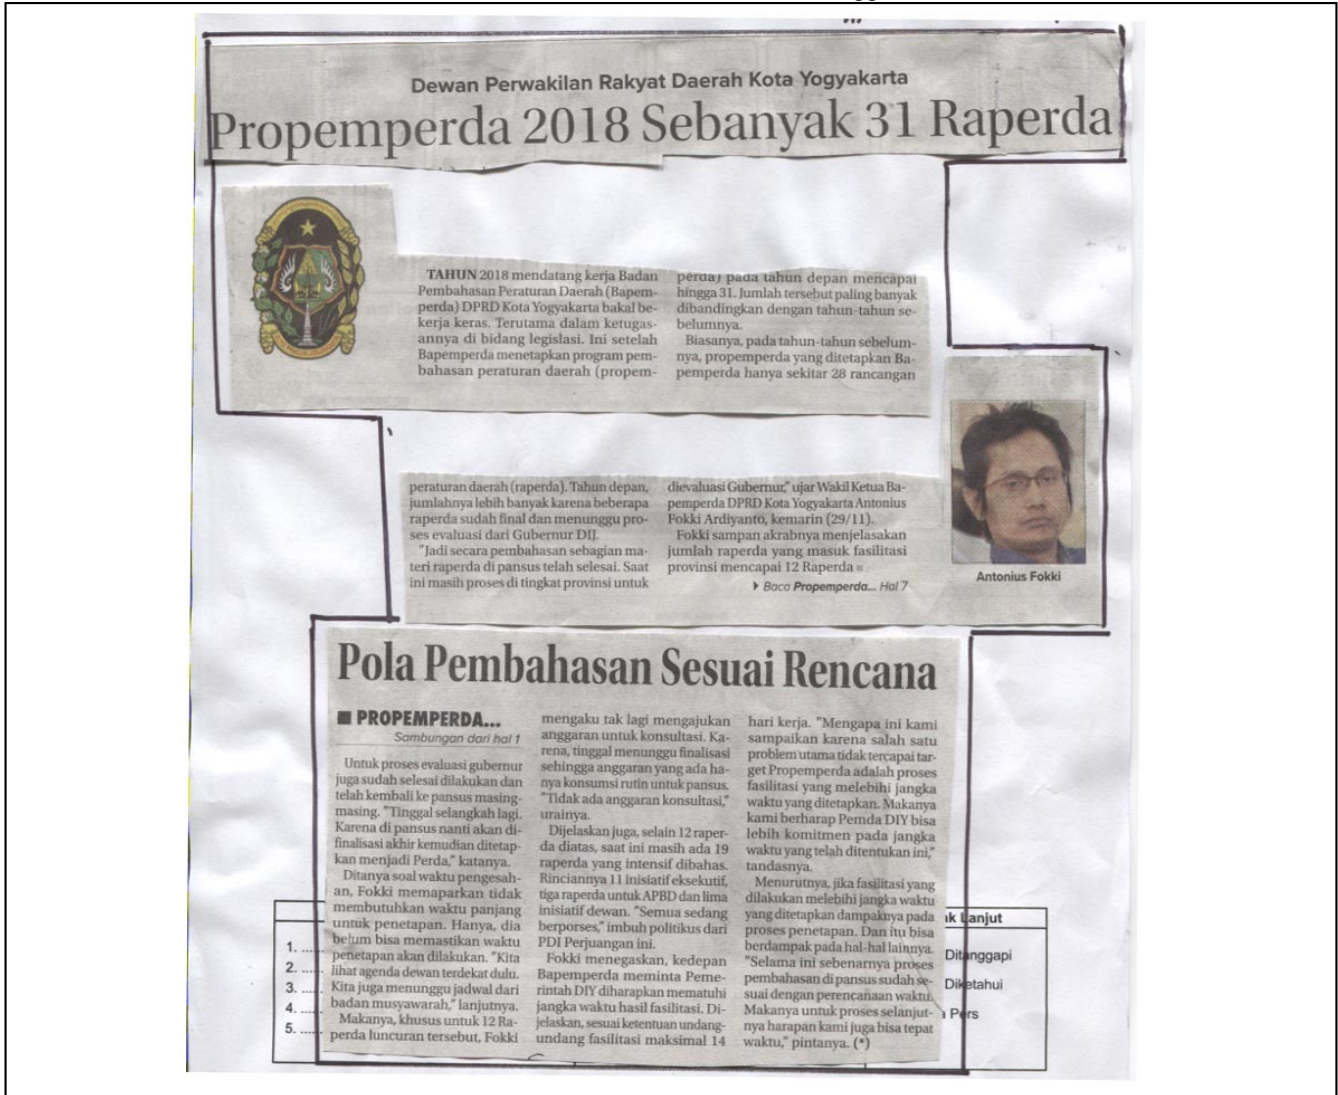 Dewan Perwakilan Rakyat Daerah Kota Yogyakarta
Propemperda 2018 Sebanyak 31 Raperda
TAHUN 2018 mendatang kerja Badan
Pembahasan Peraturan Daerah (Bapem-
perda) DPRD Kota Yogyakarta bakal be-
kerja keras. Terutama dalam ketugas-
annya di bidang legislasi. Ini setelah
Bapemperda menetapkan program pem-
bahasan peraturan daerah (propem-
perda) pada tahun depan mencapai
hingga 31. Jumlah tersebut paling banyak
dibandingkan dengan tahun-tahun se-
belumnya.
Biasanya, pada tahun-tahun sebelum-
nya, propemperda yang ditetapkan Ba-
pemperda hanya sekitar 28 rancangan
peraturan daerah (raperda). Tahun depan,
jumlahnya lebih banyak karena beberapa
raperda sudah final dan menunggu pro-
ses evaluasi dari Gubernur DIJ.
"Jadi secara pembahasan sebagian ma-
teri raperda di pansus telah selesai. Saat
ini masih proses di tingkat provinsi untuk
dievaluasi Gubernur," ujar Wakil Ketua Ba-
pemperda DPRD Kota Yogyakarta Antonius
Fokki Ardiyanto, kemarin (29/11).
Fokki sampan akrabnya menjelasakan
jumlah raperda yang masuk fasilitasi
provinsi mencapai 12 Raperda
Baca Propemperda... Hal 7
Antonius Fokki
Pola Pembahasan Sesuai Rencana
PROPEMPERDA...
Sambungan dari hal 1
Untuk proses evaluasi gubernur
juga sudah selesai dilakukan dan
telah kembali ke pansus masing-
masing. "Tinggal selangkah lagi.
Karena di pansus nanti akan di-
finalisasi akhir kemudian ditetap-
kan menjadi Perda," katanya.
Ditanya soal waktu pengesah-
an, Fokki memaparkan tidak
membutuhkan waktu panjang
untuk penetapan. Hanya, dia
belum bisa memastikan waktu
penetapan akan dilakukan. "Kita
lihat agenda dewan terdekat dulu.
Kita juga menunggu jadwal dari
badan musyawarah," lanjutnya.
Makanya, khusus untuk 12 Ra-
perda luncuran tersebut, Fokki
mengaku tak lagi mengajukan
anggaran untuk konsultasi. Ka-
rena, tinggal menunggu finalisasi
sehingga anggaran yang ada ha-
nya konsumsi rutin untuk pansus.
"Tidak ada anggaran konsultasi,"
urainya.
Dijelaskan juga, selain 12 raper-
da diatas, saat ini masih ada 19
raperda yang intensif dibahas.
Rinciannya 11 inisiatif eksekutif,
tiga raperda untuk APBD dan lima
inisiatif dewan. "Semua sedang
berporses," imbuh politikus dari
PDI Perjuangan ini.
Fokki menegaskan, kedepan
Bapemperda meminta Peme-
rintah DIY diharapkan mematuhi
jangka waktu hasil fasilitasi. Di-
jelaskan, sesuai ketentuan undang-
undang fasilitasi maksimal 14
hari kerja. "Mengapa ini kami
sampaikan karena salah satu
problem utama tidak tercapai tar-
get Propemperda adalah proses
fasilitasi yang melebihi jangka
waktu yang ditetapkan. Makanya
kami berharap Pemda DIY bisa
lebih komitmen pada jangka
waktu yang telah ditentukan ini,"
tandasnya.
Menurutnya, jika fasilitasi yang
dilakukan melebihi jangka waktu
yang ditetapkan dampaknya pada
proses penetapan. Dan itu bisa
berdampak pada hal-hal lainnya.
"Selama ini sebenarnya proses
pembahasan di pansus sudah se-
suai dengan perencanaan waktu.
Makanya untuk proses selanjut-
nya harapan kami juga bisa tepat
waktu," pintanya. (*)
1. ....
2. ....
3. ....
4. ....
5. ....
Lanjut
Ditanggapi
Diketahui
Pers